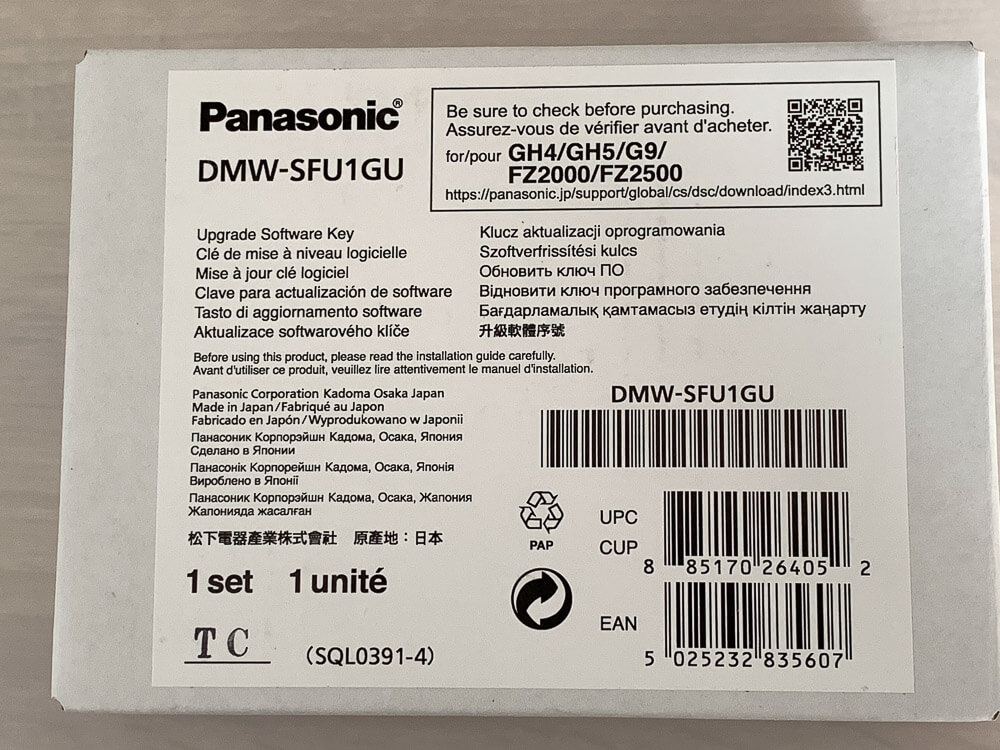 Panasonic®
DMW-SFU1GU
Be sure to check before purchasing.
Assurez-vous de vérifier avant d'acheter.
for/pour GH4/GH5/G9/
FZ2000/FZ2500
https://panasonic.jp/support/global/cs/dsc/download/index3.html
Upgrade Software Key
Clé de mise à niveau logicielle
Mise à jour clé logiciel
Clave para actualización de software
Tasto di aggiornamento software
Aktualizace softwarového klíče
Klucz aktualizacji oprogramowania
Szoftverfrissítési kulcs
Обновить ключ ПО
Відновити ключ програмного забезпечення
Бағдарламалық қамтамасыз етудің кілтін жаңарту
升級軟體序號
Before using this product, please read the installation guide carefully.
Avant d'utiliser ce produit, veuillez lire attentivement le manuel d'installation.
Panasonic Corporation Kadoma Osaka Japan
Made in Japan/Fabriqué au Japon
Fabricado en Japón/Wyprodukowano w Japonii
Панасоник Корпорэйшн Кадома, Осака, Япония
Сделано в Японии
Панасонік Корпорейшн Кадома, Осака, Японія
Вироблено в Японії
Панасоник Корпорэйшн Кадома, Осака, Жапония
Жапонияда жасалған
松下電器產業株式會社 原產地:日本
1 set 1 unité
TC (SQL0391-4)
DMW-SFU1GU
PAP
UPC
CUP
8 85170 26405 2
EAN
5 025232 835607